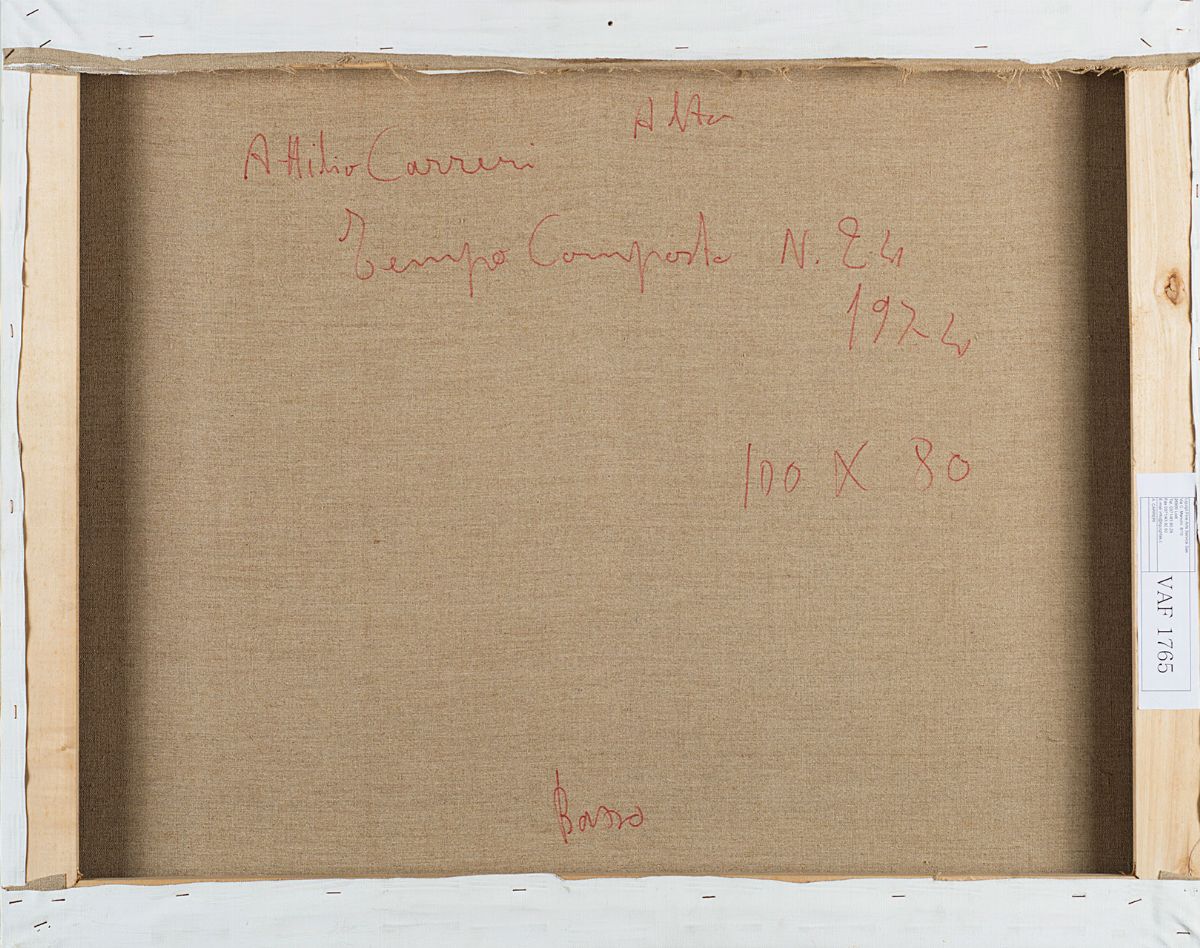 Alto
Attilio Carreri
Tempo Composto N. 24
1974
100 X 80
VAF 1765
Basso